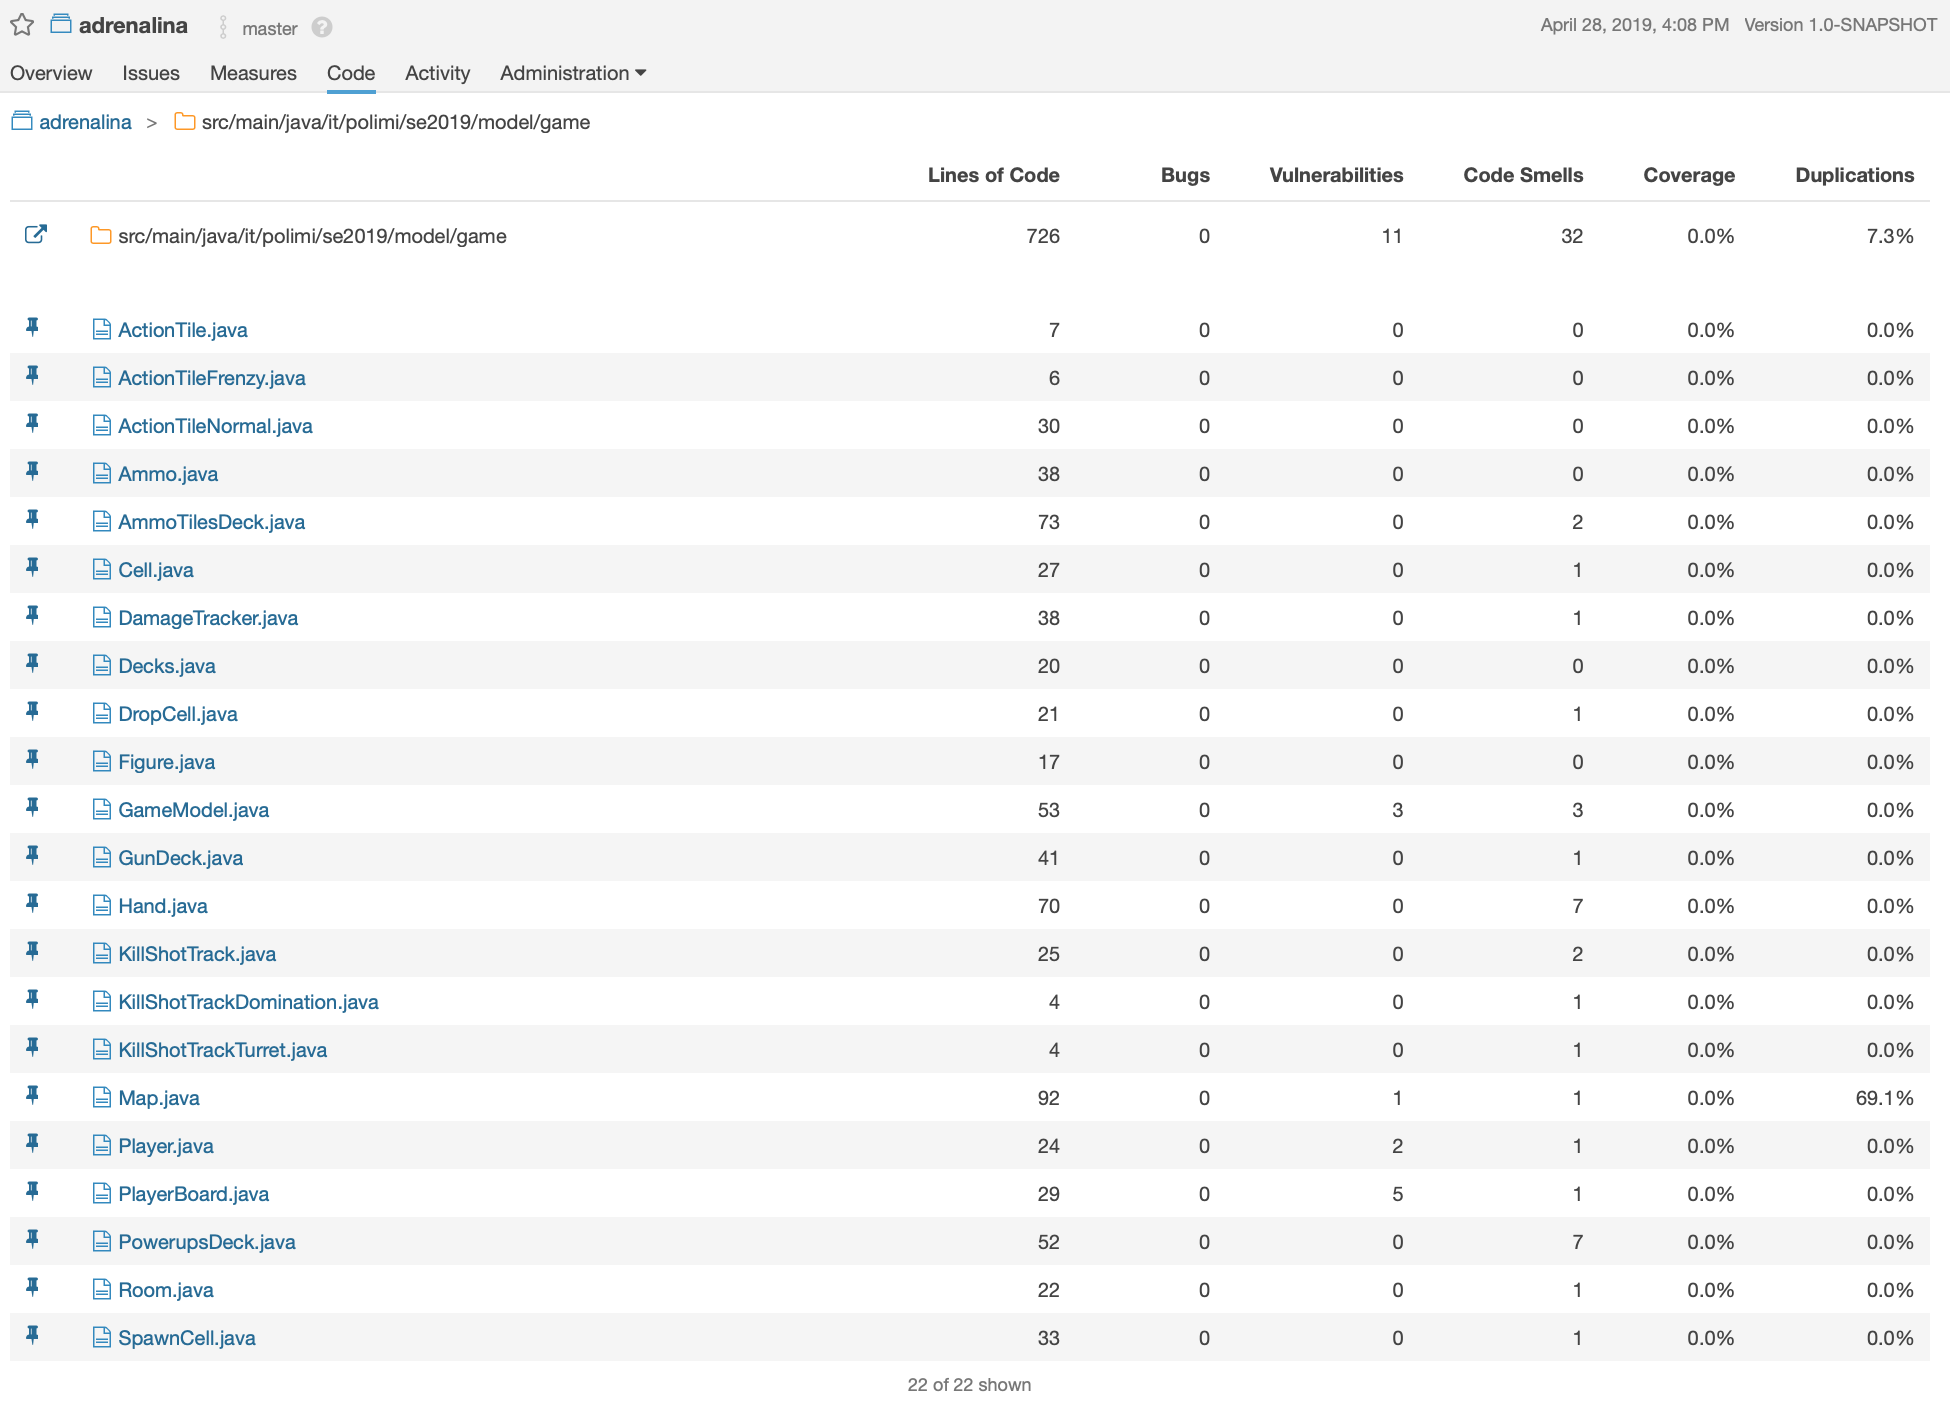 adrenalina master ? April 28, 2019, 4:08 PM Version 1.0-SNAPSHOT
Overview Issues Measures Code Activity Administration
adrenalina > src/main/java/it/polimi/se2019/model/game
Lines of Code Bugs Vulnerabilities Code Smells Coverage Duplications
src/main/java/it/polimi/se2019/model/game 726 0 11 32 0.0% 7.3%
ActionTile.java 7 0 0 0 0.0% 0.0%
ActionTileFrenzy.java 6 0 0 0 0.0% 0.0%
ActionTileNormal.java 30 0 0 0 0.0% 0.0%
Ammo.java 38 0 0 0 0.0% 0.0%
AmmoTilesDeck.java 73 0 0 2 0.0% 0.0%
Cell.java 27 0 0 1 0.0% 0.0%
DamageTracker.java 38 0 0 1 0.0% 0.0%
Decks.java 20 0 0 0 0.0% 0.0%
DropCell.java 21 0 0 1 0.0% 0.0%
Figure.java 17 0 0 0 0.0% 0.0%
GameModel.java 53 0 3 3 0.0% 0.0%
GunDeck.java 41 0 0 1 0.0% 0.0%
Hand.java 70 0 0 7 0.0% 0.0%
KillShotTrack.java 25 0 0 2 0.0% 0.0%
KillShotTrackDomination.java 4 0 0 1 0.0% 0.0%
KillShotTrackTurret.java 4 0 0 1 0.0% 0.0%
Map.java 92 0 1 1 0.0% 69.1%
Player.java 24 0 2 1 0.0% 0.0%
PlayerBoard.java 29 0 5 1 0.0% 0.0%
PowerupsDeck.java 52 0 0 7 0.0% 0.0%
Room.java 22 0 0 1 0.0% 0.0%
SpawnCell.java 33 0 0 1 0.0% 0.0%
22 of 22 shown